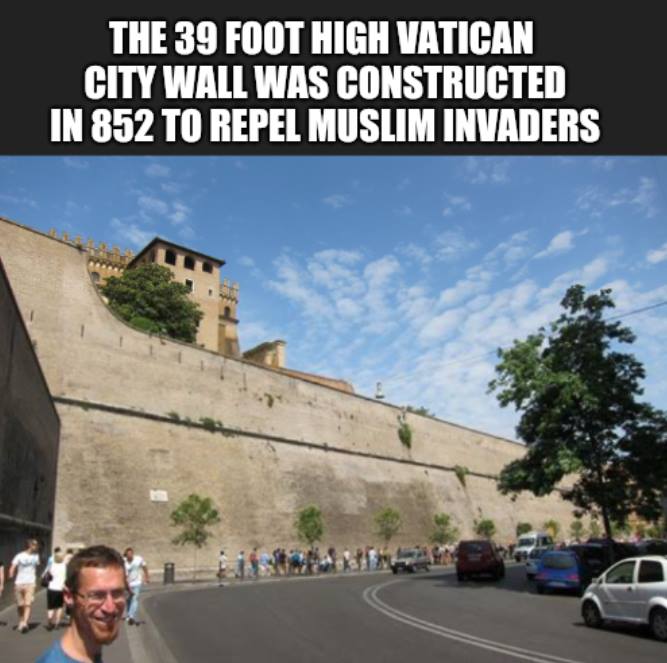 THE 39 FOOT HIGH VATICAN
CITY WALL WAS CONSTRUCTED
IN 852 TO REPEL MUSLIM INVADERS